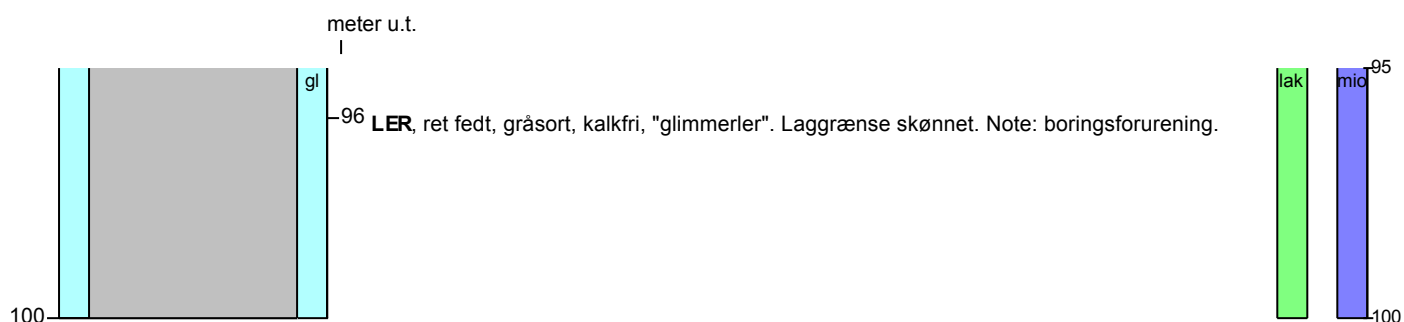 meter u.t.
gl
lak
mio
95
96 LER, ret fedt, gråsort, kalkfri, "glimmerler". Laggrænse skønnet. Note: boringsforurening.
100
100